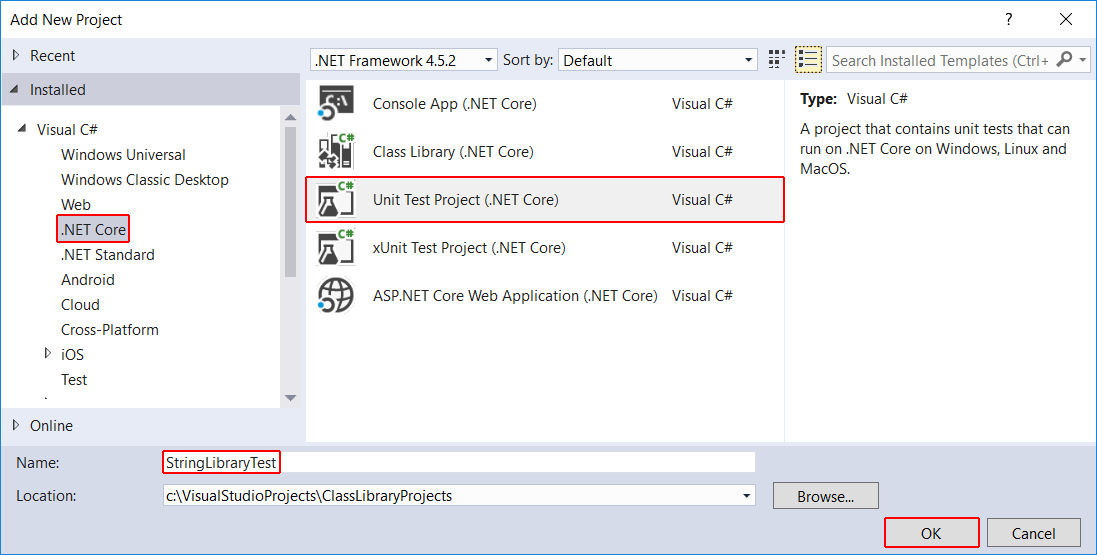 Add New Project ?
Recent
Installed
Visual C#
Windows Universal
Windows Classic Desktop
Web
.NET Core
.NET Standard
Android
Cloud
Cross-Platform
iOS
Test
Online
.NET Framework 4.5.2 Sort by: Default Search Installed Templates (Ctrl+
Console App (.NET Core) Visual C#
Class Library (.NET Core) Visual C#
Unit Test Project (.NET Core) Visual C#
xUnit Test Project (.NET Core) Visual C#
ASP.NET Core Web Application (.NET Core) Visual C#
Type: Visual C#
A project that contains unit tests that can
run on .NET Core on Windows, Linux and
MacOS.
Name: StringLibraryTest
Location: c:\VisualStudioProjects\ClassLibraryProjects Browse...
OK Cancel